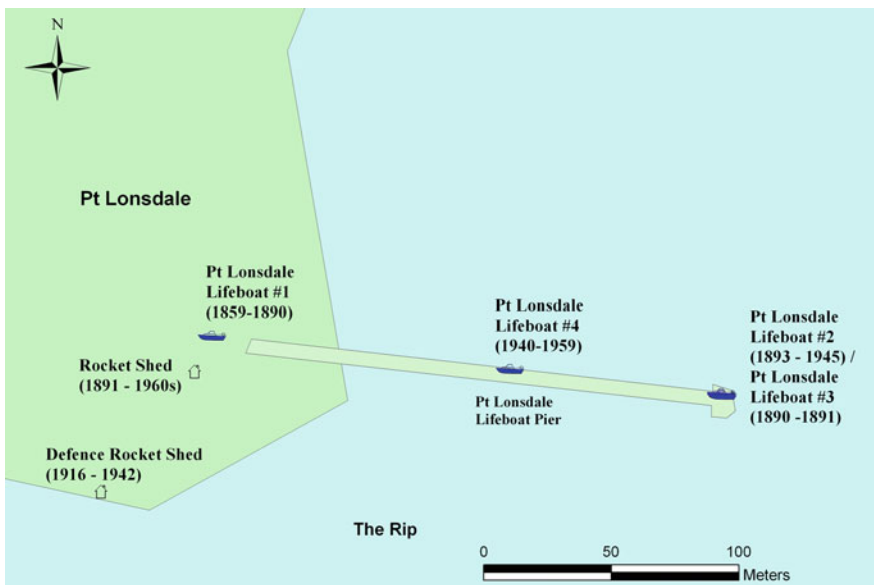 N
Pt Lonsdale
Pt Lonsdale
Lifeboat #1
(1859-1890)
Rocket Shed
(1891 - 1960s)
Defence Rocket Shed
(1916 - 1942)
Pt Lonsdale
Lifeboat #4
(1940-1959)
Pt Lonsdale
Lifeboat Pier
Pt Lonsdale
Lifeboat #2
(1893 - 1945) /
Pt Lonsdale
Lifeboat #3
(1890 -1891)
The Rip
0 50 100
Meters